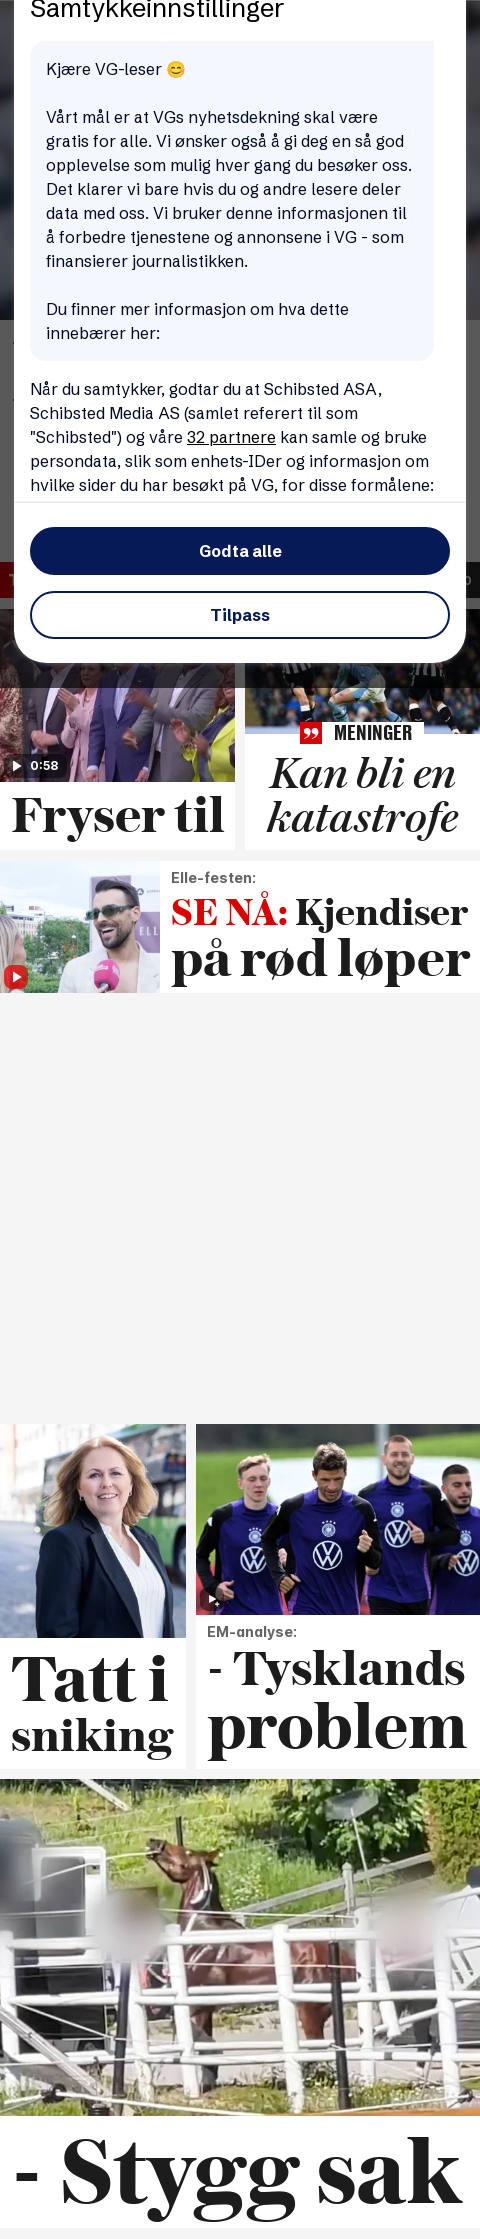 Samtykkeinnstillinger
Kjære VG-leser 😊
Vårt mål er at VGs nyhetsdekning skal være
gratis for alle. Vi ønsker også å gi deg en så god
opplevelse som mulig hver gang du besøker oss.
Det klarer vi bare hvis du og andre lesere deler
data med oss. Vi bruker denne informasjonen til
å forbedre tjenestene og annonsene i VG - som
finansierer journalistikken.
Du finner mer informasjon om hva dette
innebærer her:
Når du samtykker, godtar du at Schibsted ASA,
Schibsted Media AS (samlet referert til som
"Schibsted") og våre 32 partnere kan samle og bruke
persondata, slik som enhets-IDer og informasjon om
hvilke sider du har besøkt på VG, for disse formålene:
Godta alle
Tilpass
0:58
Fryser til
MENINGER
Kan bli en
katastrofe
Elle-festen:
SE NÅ: Kjendiser
på rød løper
Tatt i
sniking
EM-analyse:
- Tysklands
problem
- Stygg sak